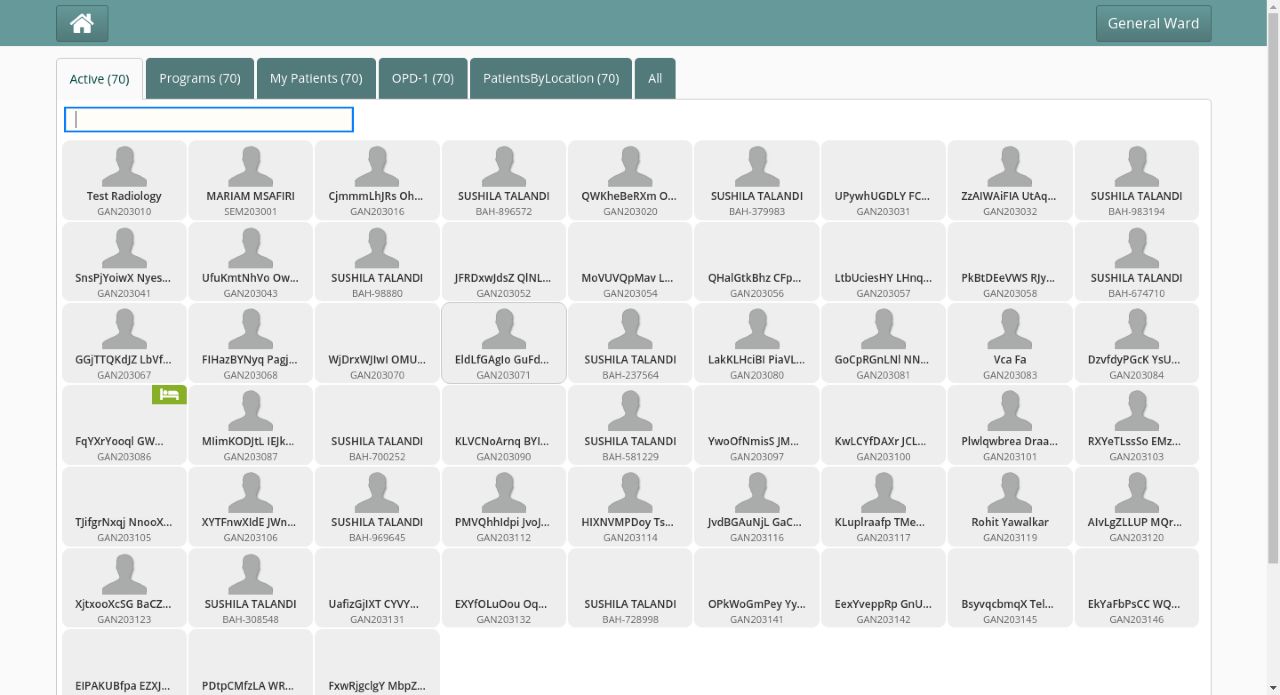 General Ward
Active (70)
Programs (70)
My Patients (70)
OPD-1 (70)
PatientsByLocation (70)
All
Test Radiology
GAN203010
MARIAM MSAFIRI
SEM203001
CjmmmLhJRs Oh...
GAN203016
SUSHILA TALANDI
BAH-896572
QWKheBeRXm O...
GAN203020
SUSHILA TALANDI
BAH-379983
UPywhUGDLY FC...
GAN203031
ZzAIWAiFIA UtAq...
GAN203032
SUSHILA TALANDI
BAH-983194
SnsPjYoiwX Nyes...
GAN203041
UfuKmtNhVo Ow...
GAN203043
SUSHILA TALANDI
BAH-98880
JFRDxwJdsZ QlNL...
GAN203052
MoVUVQpMav L...
GAN203054
QHalGtkBhz CFp...
GAN203056
LtbUciesHY LHnq...
GAN203057
PkBtDEeVWS RJy...
GAN203058
SUSHILA TALANDI
BAH-674710
GGjTTQKdJZ LbVf...
GAN203067
FIHazBYNyq Pagj...
GAN203068
WjDrxWJIwI OMU...
GAN203070
EldLfGAgIo GuFd...
GAN203071
SUSHILA TALANDI
BAH-237564
LakKLHciBI PiaVL...
GAN203080
GoCpRGnLNl NN...
GAN203081
Vca Fa
GAN203083
DzvfdyPGcK YsU...
GAN203084
FqYXrYooql GW...
GAN203086
MIimKODJtL IEJk...
GAN203087
SUSHILA TALANDI
BAH-700252
KLVCNoArnq BYI...
GAN203090
SUSHILA TALANDI
BAH-581229
YwoOfNmisS JM...
GAN203097
KwLCYfDAXr JCL...
GAN203100
Plwlqwbrea Draa...
GAN203101
RXYeTLssSo EMz...
GAN203103
TJifgrNxqj NnooX...
GAN203105
XYTFnwXIdE JWn...
GAN203106
SUSHILA TALANDI
BAH-969645
PMVQhhIdpi JvoJ...
GAN203112
HIXNVMPDoy Ts...
GAN203114
JvdBGAuNjL GaC...
GAN203116
KLuplraafp TMe...
GAN203117
Rohit Yawalkar
GAN203119
AIvLgZLLUP MQr...
GAN203120
XjtxooXcSG BaCZ...
GAN203123
SUSHILA TALANDI
BAH-308548
UafizGjIXT CYVY...
GAN203131
EXYfOLuOou Oq...
GAN203132
SUSHILA TALANDI
BAH-728998
OPkWoGmPey Yy...
GAN203141
EexYveppRp GnU...
GAN203142
BsyvqcbmqX Tel...
GAN203145
EkYaFbPsCC WQ...
GAN203146
EIPAKUBfpa EZXJ...
PDtpCMfzLA WR...
FxwRjgclgY MbpZ...